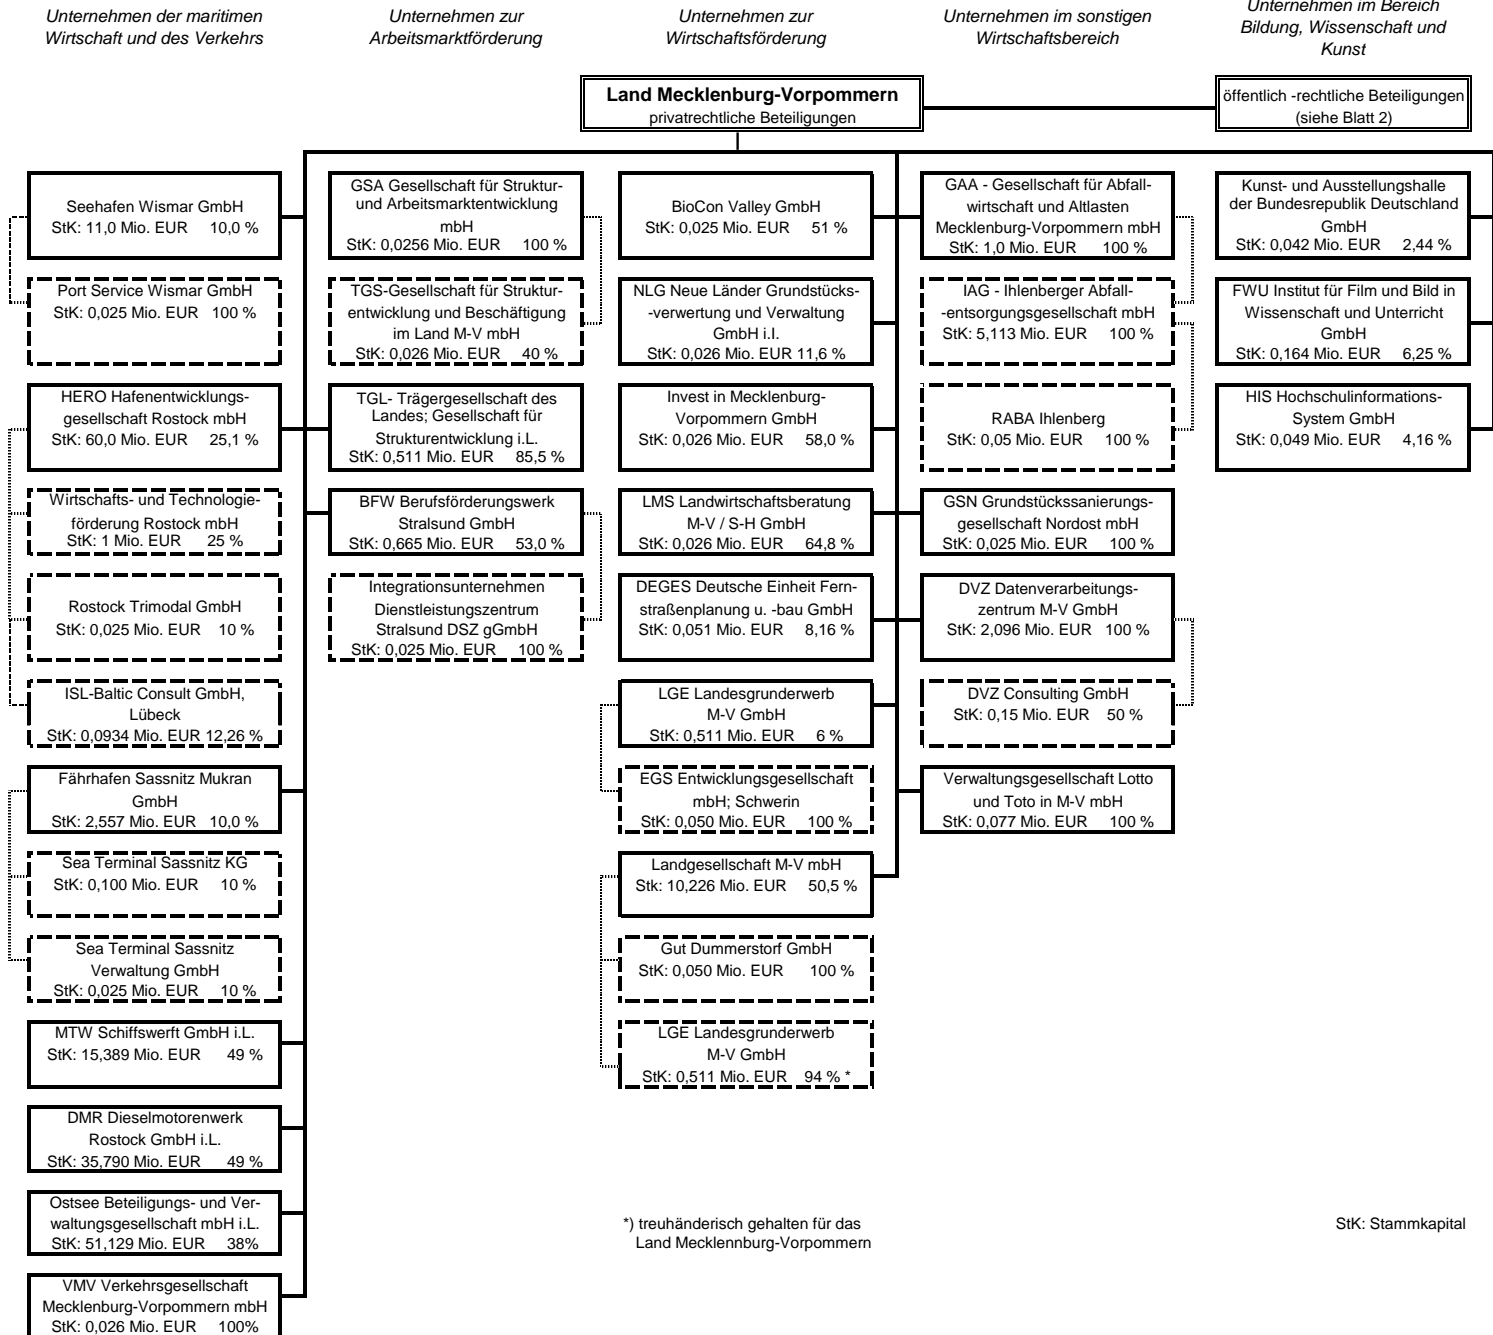 Unternehmen der maritimen
Wirtschaft und des Verkehrs
Unternehmen zur
Arbeitsmarktförderung
Unternehmen zur
Wirtschaftsförderung
Unternehmen im sonstigen
Wirtschaftsbereich
Unternehmen im Bereich
Bildung, Wissenschaft und
Kunst
Land Mecklenburg-Vorpommern
privatrechtliche Beteiligungen
öffentlich -rechtliche Beteiligungen
(siehe Blatt 2)
Seehafen Wismar GmbH
StK: 11,0 Mio. EUR 10,0 %
Port Service Wismar GmbH
StK: 0,025 Mio. EUR 100 %
HERO Hafenentwicklungs-
gesellschaft Rostock mbH
StK: 60,0 Mio. EUR 25,1 %
Wirtschafts- und Technologie-
förderung Rostock mbH
StK: 1 Mio. EUR 25 %
Rostock Trimodal GmbH
StK: 0,025 Mio. EUR 10 %
ISL-Baltic Consult GmbH,
Lübeck
StK: 0,0934 Mio. EUR 12,26 %
Fährhafen Sassnitz Mukran
GmbH
StK: 2,557 Mio. EUR 10,0 %
Sea Terminal Sassnitz KG
StK: 0,100 Mio. EUR 10 %
Sea Terminal Sassnitz
Verwaltung GmbH
StK: 0,025 Mio. EUR 10 %
MTW Schiffswerft GmbH i.L.
StK: 15,389 Mio. EUR 49 %
DMR Dieselmotorenwerk
Rostock GmbH i.L.
StK: 35,790 Mio. EUR 49 %
Ostsee Beteiligungs- und Ver-
waltungsgesellschaft mbH i.L.
StK: 51,129 Mio. EUR 38%
VMV Verkehrsgesellschaft
Mecklenburg-Vorpommern mbH
StK: 0,026 Mio. EUR 100%
GSA Gesellschaft für Struktur-
und Arbeitsmarktentwicklung
mbH
StK: 0,0256 Mio. EUR 100 %
TGS-Gesellschaft für Struktur-
entwicklung und Beschäftigung
im Land M-V mbH
StK: 0,026 Mio. EUR 40 %
TGL- Trägergesellschaft des
Landes; Gesellschaft für
Strukturentwicklung i.L.
StK: 0,511 Mio. EUR 85,5 %
BFW Berufsförderungswerk
Stralsund GmbH
StK: 0,665 Mio. EUR 53,0 %
Integrationsunternehmen
Dienstleistungszentrum
Stralsund DSZ gGmbH
StK: 0,025 Mio. EUR 100 %
BioCon Valley GmbH
StK: 0,025 Mio. EUR 51 %
NLG Neue Länder Grundstücks-
-verwertung und Verwaltung
GmbH i.I.
StK: 0,026 Mio. EUR 11,6 %
Invest in Mecklenburg-
Vorpommern GmbH
StK: 0,026 Mio. EUR 58,0 %
LMS Landwirtschaftsberatung
M-V / S-H GmbH
StK: 0,026 Mio. EUR 64,8 %
DEGES Deutsche Einheit Fern-
straßenplanung u. -bau GmbH
StK: 0,051 Mio. EUR 8,16 %
LGE Landesgrunderwerb
M-V GmbH
StK: 0,511 Mio. EUR 6 %
EGS Entwicklungsgesellschaft
mbH; Schwerin
StK: 0,050 Mio. EUR 100 %
Landgesellschaft M-V mbH
Stk: 10,226 Mio. EUR 50,5 %
Gut Dummerstorf GmbH
StK: 0,050 Mio. EUR 100 %
LGE Landesgrunderwerb
M-V GmbH
StK: 0,511 Mio. EUR 94 % *
GAA - Gesellschaft für Abfall-
wirtschaft und Altlasten
Mecklenburg-Vorpommern mbH
StK: 1,0 Mio. EUR 100 %
IAG - Ihlenberger Abfall-
-entsorgungsgesellschaft mbH
StK: 5,113 Mio. EUR 100 %
RABA Ihlenberg
StK: 0,05 Mio. EUR 100 %
GSN Grundstückssanierungs-
gesellschaft Nordost mbH
StK: 0,025 Mio. EUR 100 %
DVZ Datenverarbeitungs-
zentrum M-V GmbH
StK: 2,096 Mio. EUR 100 %
DVZ Consulting GmbH
StK: 0,15 Mio. EUR 50 %
Verwaltungsgesellschaft Lotto
und Toto in M-V mbH
StK: 0,077 Mio. EUR 100 %
Kunst- und Ausstellungshalle
der Bundesrepublik Deutschland
GmbH
StK: 0,042 Mio. EUR 2,44 %
FWU Institut für Film und Bild in
Wissenschaft und Unterricht
GmbH
StK: 0,164 Mio. EUR 6,25 %
HIS Hochschulinformations-
System GmbH
StK: 0,049 Mio. EUR 4,16 %
*) treuhänderisch gehalten für das
Land Mecklennburg-Vorpommern
StK: Stammkapital